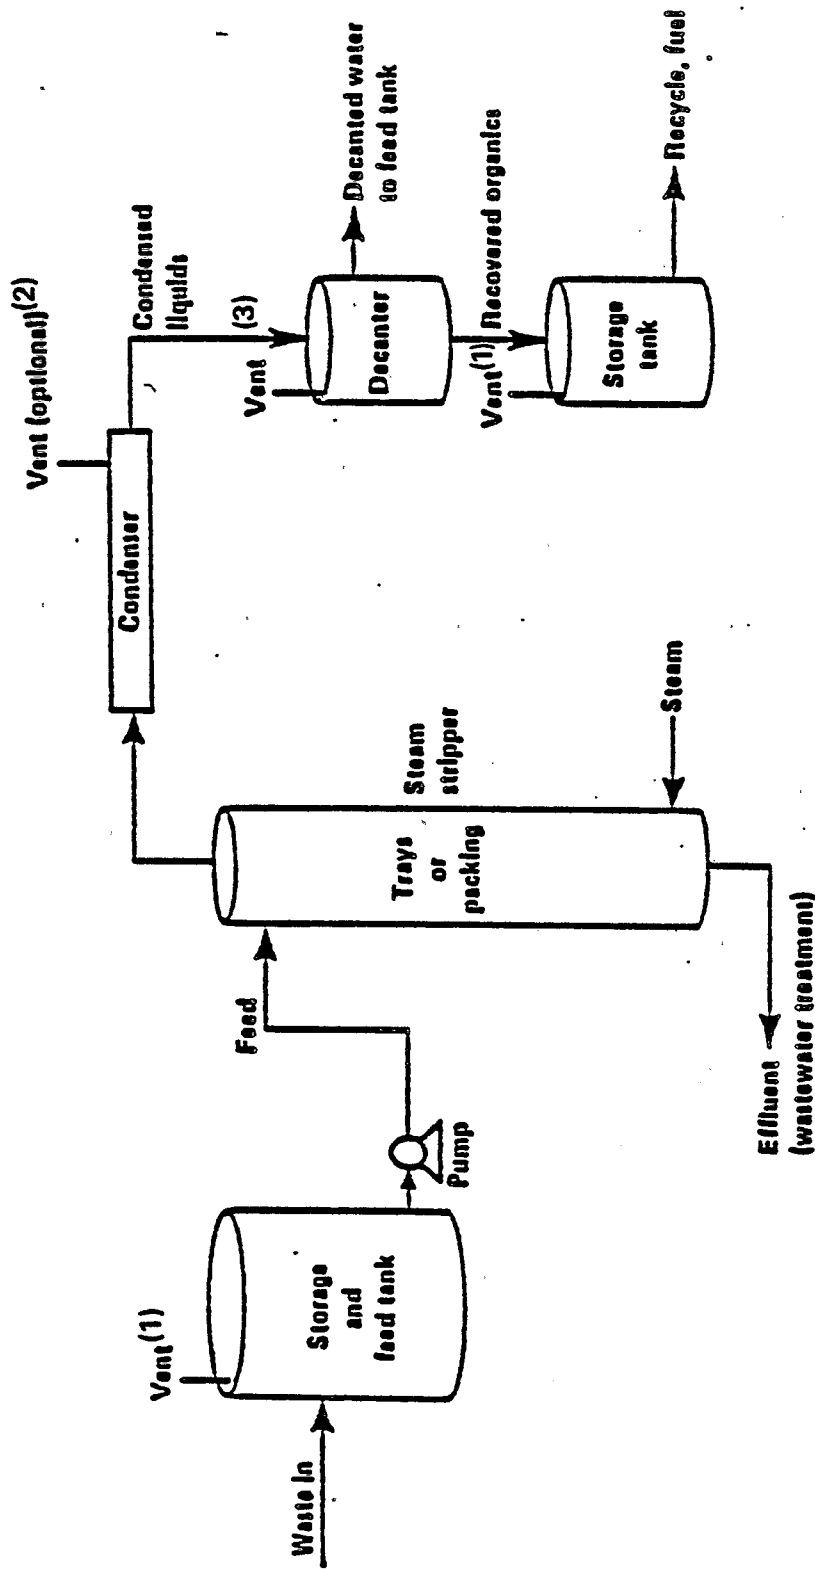 Waste in
Vent(1)
Storage
and
feed tank
Pump
Feed
Trays
or
packing
Steam
stripper
Steam
Effluent
(wastewater treatment)
Condenser
Vent (optional)(2)
Condensed
liquids
(3)
Vent
Decanter
Decanted water
to feed tank
Recovered organics
Vent(1)
Storage
tank
Recycle, fuel